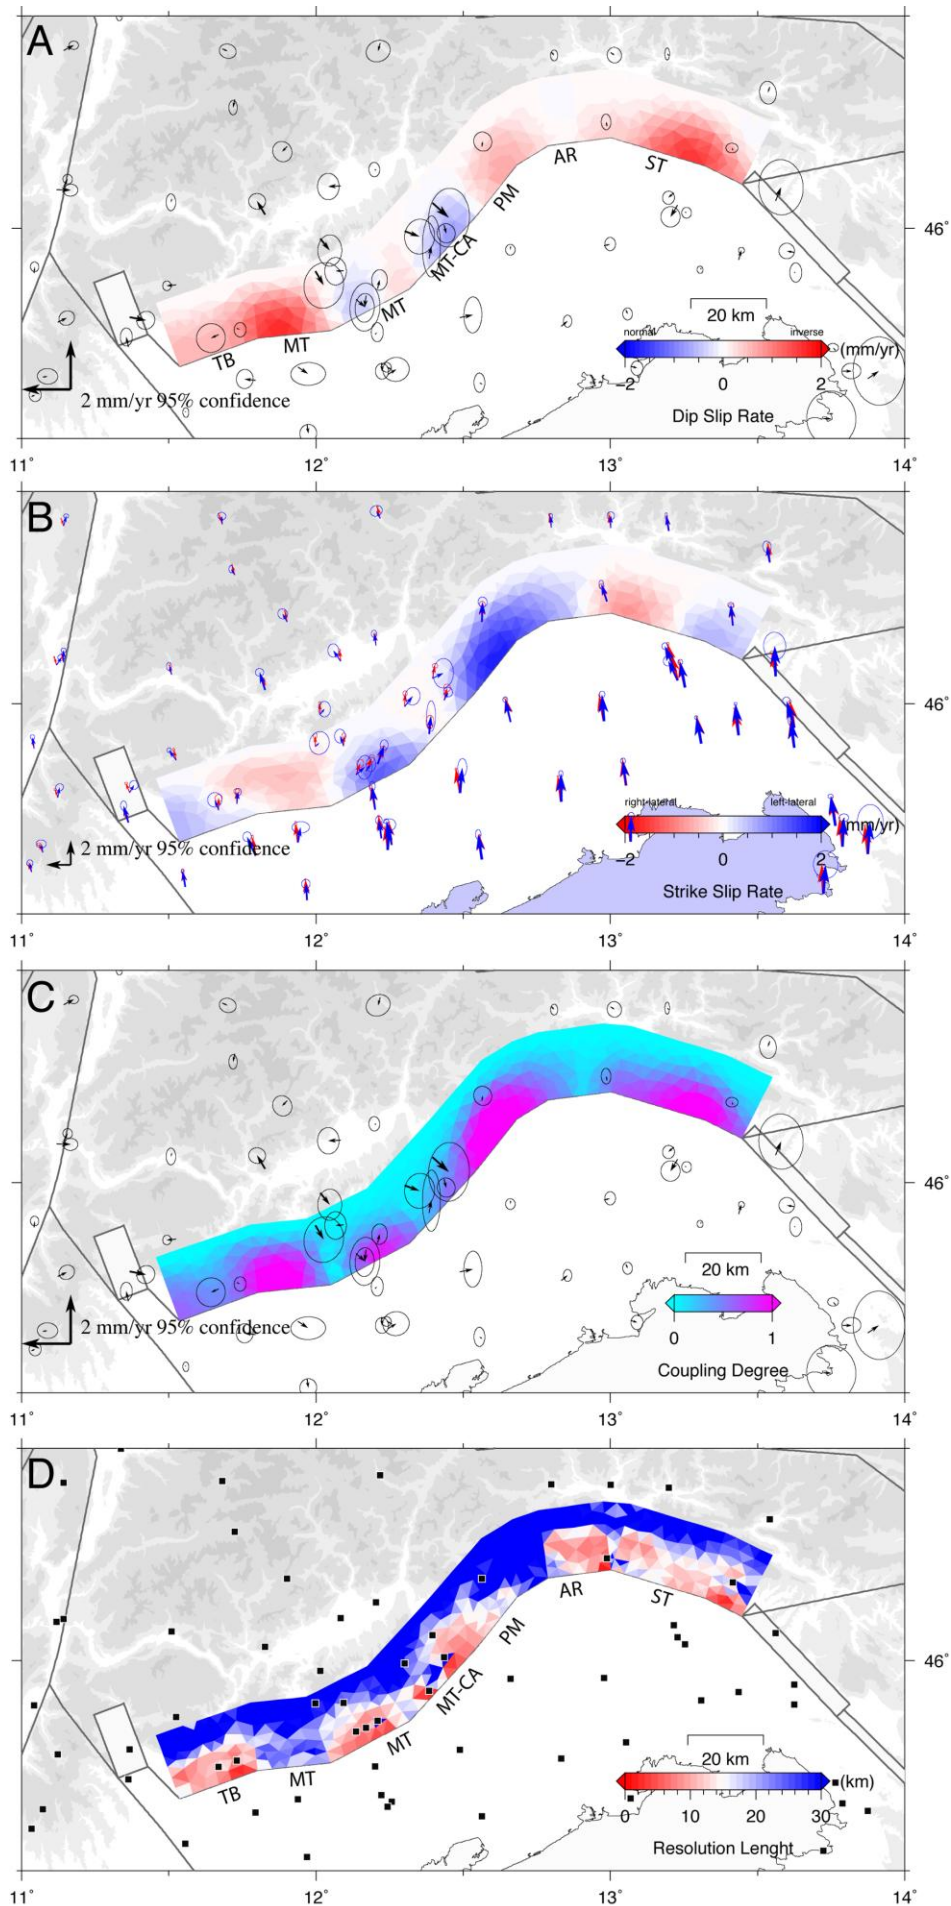 A
46°
AR
ST
PM
MT-CA
MT
MT
TB
20 km
normal
inverse
(mm/yr)
−2 0 2
Dip Slip Rate
2 mm/yr 95% confidence
11° 12° 13° 14°
B
46°
right-lateral
left-lateral
(mm/yr)
−2 0 2
Strike Slip Rate
2 mm/yr 95% confidence
11° 12° 13° 14°
C
46°
20 km
0 1
Coupling Degree
2 mm/yr 95% confidence
11° 12° 13° 14°
D
46°
AR
ST
PM
MT-CA
MT
MT
TB
20 km
(km)
0 10 20 30
Resolution Lenght
11° 12° 13° 14°